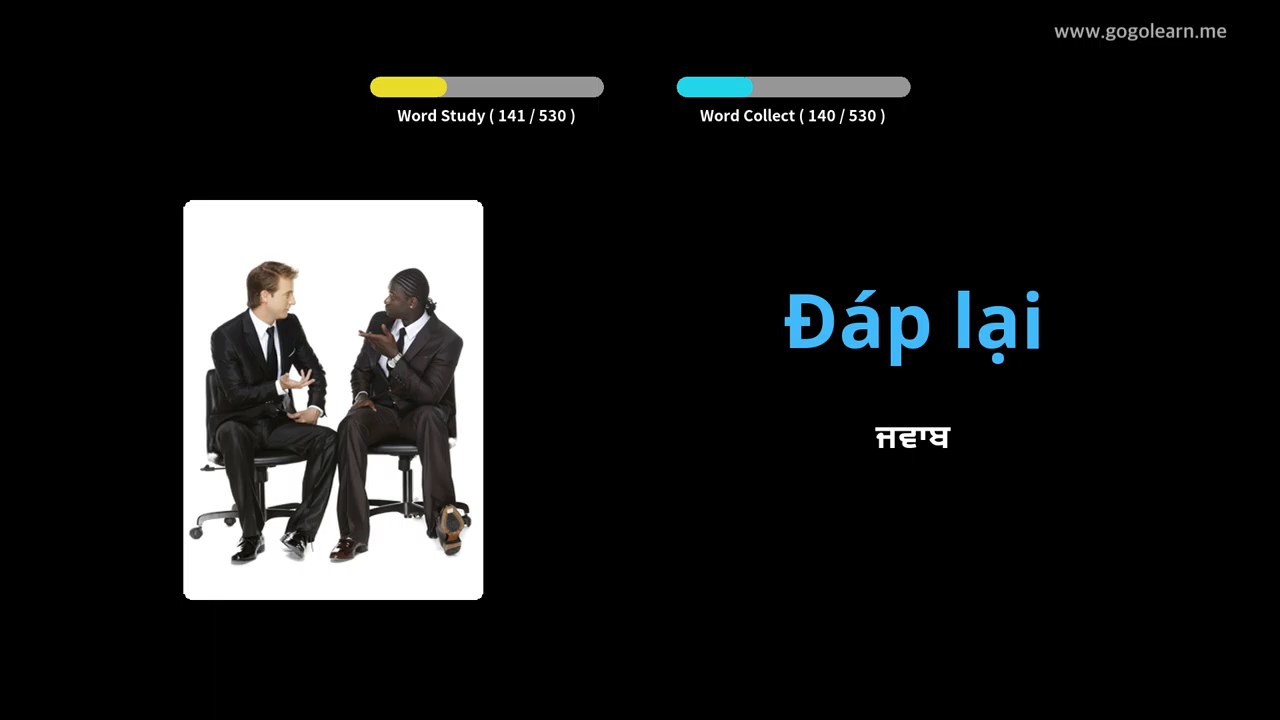 www.gogolearn.me
Word Study ( 141 / 530 )
Word Collect ( 140 / 530 )
Đáp lại
ਜਵਾਬ